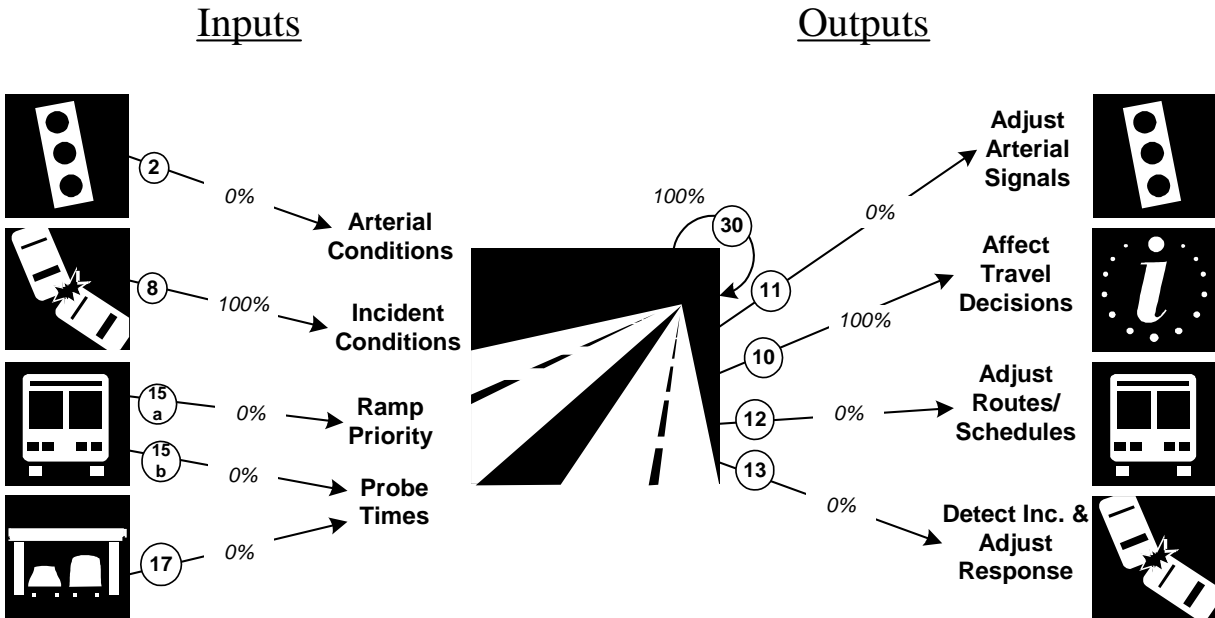 Inputs
Outputs
2
0%
Arterial
Conditions
8
100%
Incident
Conditions
15
a
0%
Ramp
Priority
15
b
0%
Probe
Times
17
0%
100%
30
11
0%
Adjust
Arterial
Signals
10
100%
Affect
Travel
Decisions
i
12
0%
Adjust
Routes/
Schedules
13
0%
Detect Inc. &
Adjust
Response